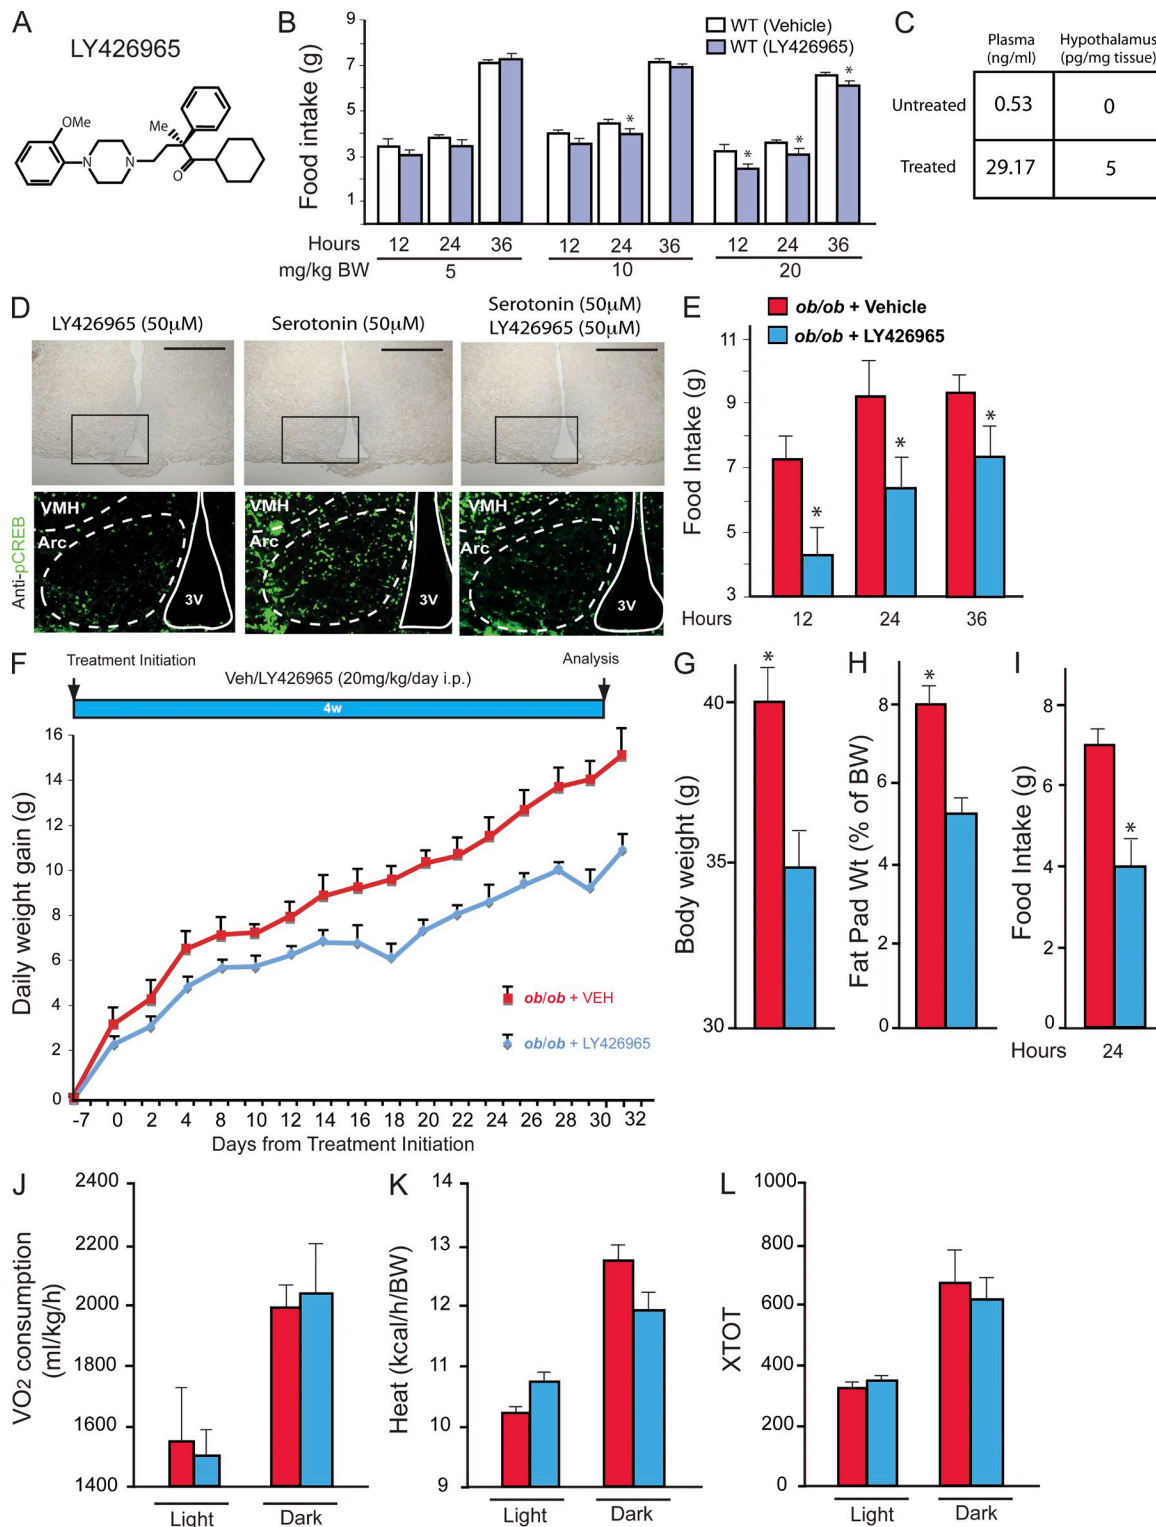 A
LY426965
OMe
Me
N
N
O
B
Food intake (g)
9
7
5
3
1
WT (Vehicle)
WT (LY426965)
*
*
*
*
Hours 12 24 36 12 24 36 12 24 36
mg/kg BW 5 10 20
C
Plasma (ng/ml)
Hypothalamus (pg/mg tissue)
Untreated 0.53 0
Treated 29.17 5
D
LY426965 (50μM)
Serotonin (50μM)
Serotonin (50μM)
LY426965 (50μM)
Anti-pCREB
VMH
Arc
3V
VMH
Arc
3V
VMH
Arc
3V
E
ob/ob + Vehicle
ob/ob + LY426965
Food Intake (g)
11
9
7
5
3
*
*
*
Hours 12 24 36
F
Treatment Initiation
Analysis
Veh/LY426965 (20mg/kg/day i.p.)
4w
Daily weight gain (g)
16
14
12
10
8
6
4
2
0
ob/ob + VEH
ob/ob + LY426965
-7 0 2 4 8 10 12 14 16 18 20 22 24 26 28 30 32
Days from Treatment Initiation
G
Body weight (g)
40
35
30
*
H
Fat Pad Wt (% of BW)
8
6
4
2
0
*
I
Food Intake (g)
8
6
4
2
0
*
Hours 24
J
VO2 consumption
(ml/kg/h)
2400
2200
2000
1800
1600
1400
Light Dark
K
Heat (kcal/h/BW)
14
13
12
11
10
9
Light Dark
L
XTOT
1000
800
600
400
200
0
Light Dark